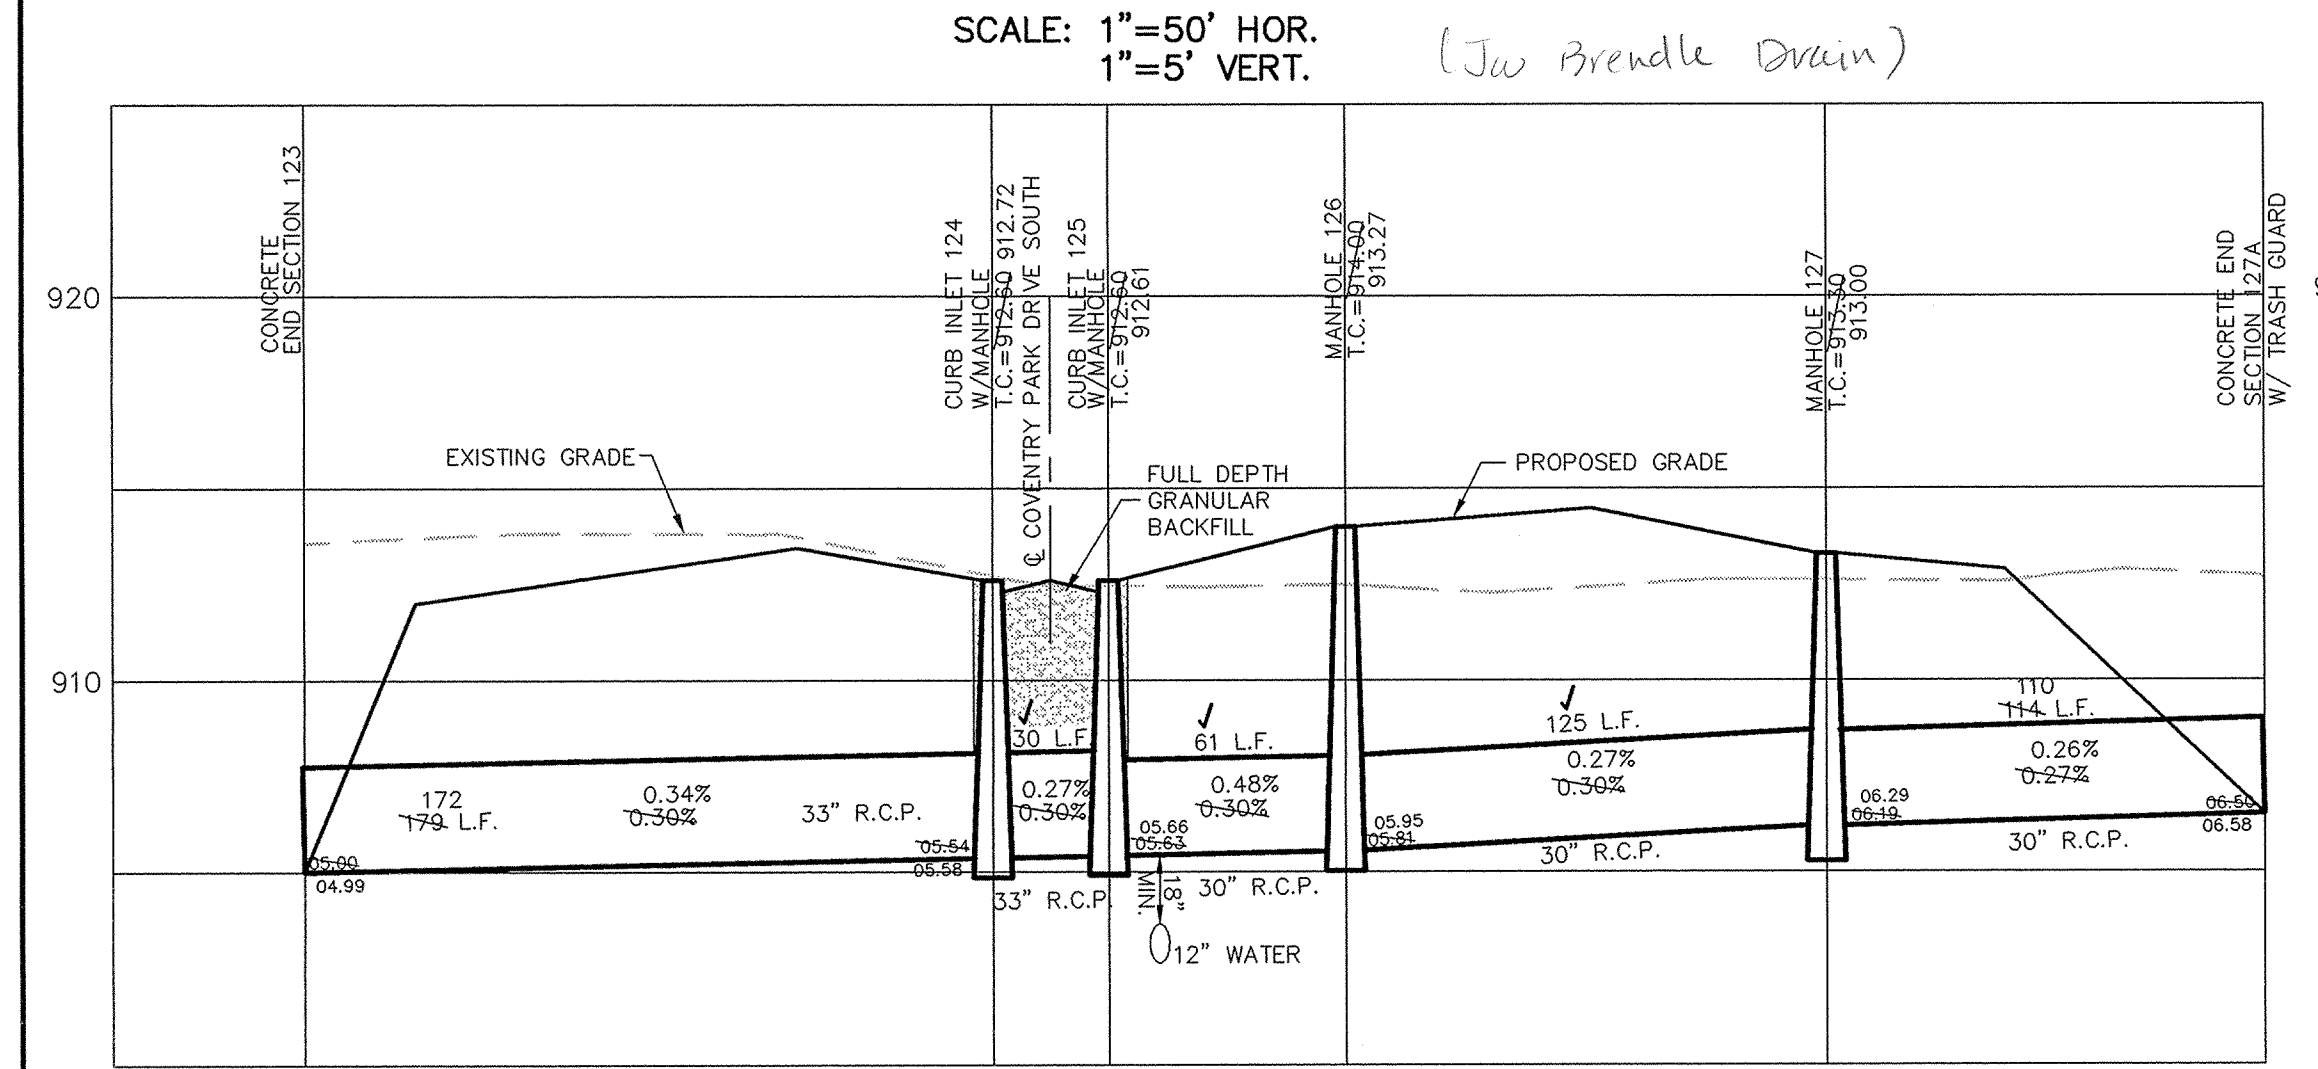 SCALE: 1"=50' HOR.
1"=5' VERT.
(JW Brendle Drain)
CONCRETE
END SECTION 123
CURB INLET 124
W/MANHOLE
T.C.=912.60 912.72
℄ COVENTRY PARK DRIVE SOUTH
CURB INLET 125
W/MANHOLE
T.C.=912.60
912.61
MANHOLE 126
T.C.=914.00
913.27
MANHOLE 127
T.C.=913.30
913.00
CONCRETE END
SECTION 127A
W/ TRASH GUARD
920
EXISTING GRADE
FULL DEPTH
GRANULAR
BACKFILL
PROPOSED GRADE
910
30 L.F.
61 L.F.
125 L.F.
110
114 L.F.
172
179 L.F.
0.34%
0.30%
33" R.C.P.
0.27%
0.30%
0.48%
0.30%
0.27%
0.30%
0.26%
0.27%
05.00
04.99
05.54
05.58
05.66
05.63
05.95
05.81
06.29
06.19
06.50
06.58
33" R.C.P.
18"
MIN.
30" R.C.P.
30" R.C.P.
30" R.C.P.
12" WATER